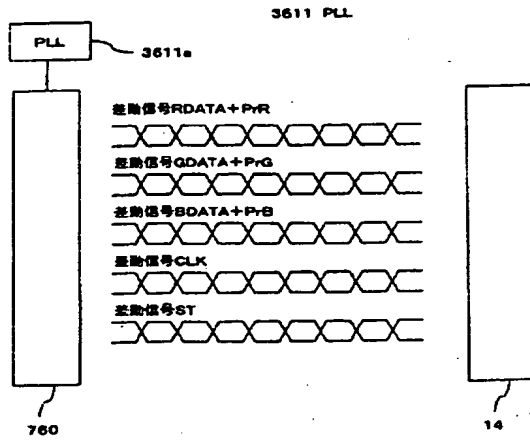 3611 PLL
PLL
3611a
差動信号RDATA+PrR
差動信号GDATA+PrG
差動信号BDATA+PrB
差動信号CLK
差動信号ST
760
14